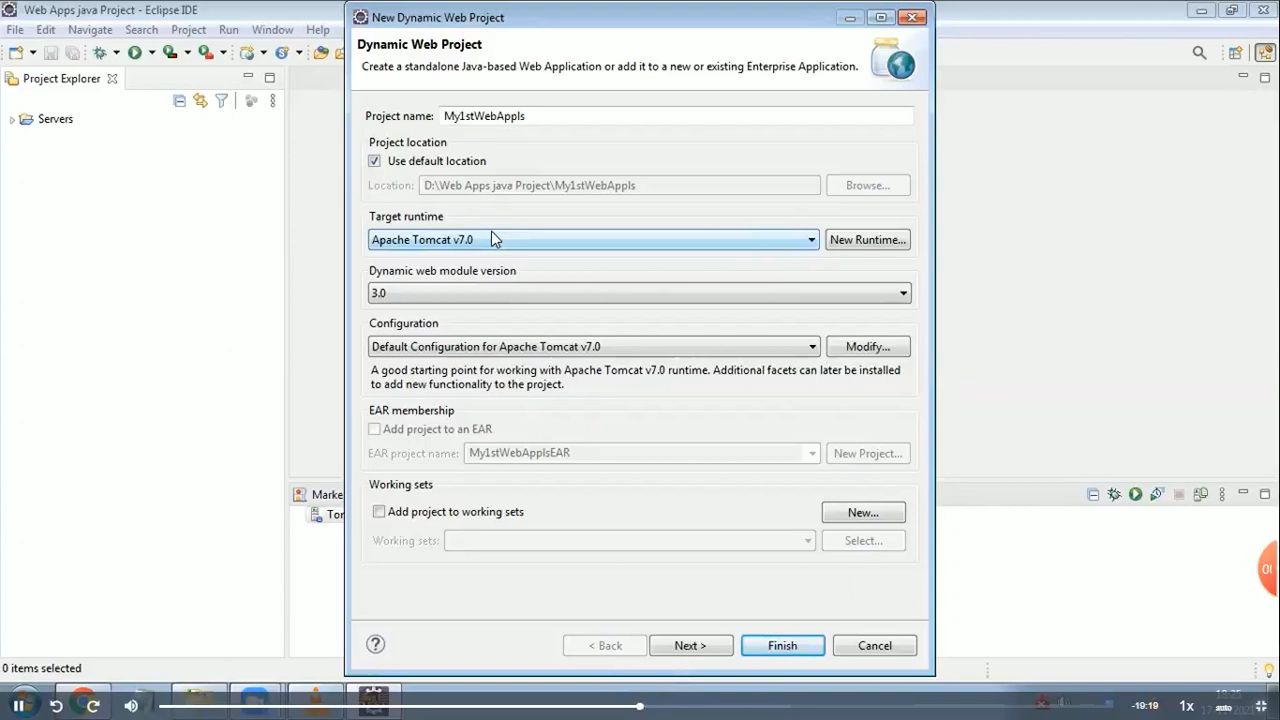 Web Apps java Project - Eclipse IDE
File Edit Navigate Search Project Run Window Help
Project Explorer
Servers
New Dynamic Web Project
Dynamic Web Project
Create a standalone Java-based Web Application or add it to a new or existing Enterprise Application.
Project name: My1stWebAppls
Project location
Use default location
Location: D:\Web Apps java Project\My1stWebAppls Browse...
Target runtime
Apache Tomcat v7.0 New Runtime...
Dynamic web module version
3.0
Configuration
Default Configuration for Apache Tomcat v7.0 Modify...
A good starting point for working with Apache Tomcat v7.0 runtime. Additional facets can later be installed
to add new functionality to the project.
EAR membership
Add project to an EAR
EAR project name: My1stWebApplsEAR New Project...
Working sets
Add project to working sets New...
Working sets: Select...
? < Back Next > Finish Cancel
Marke
Tor
0 items selected
-19:19 1x auto